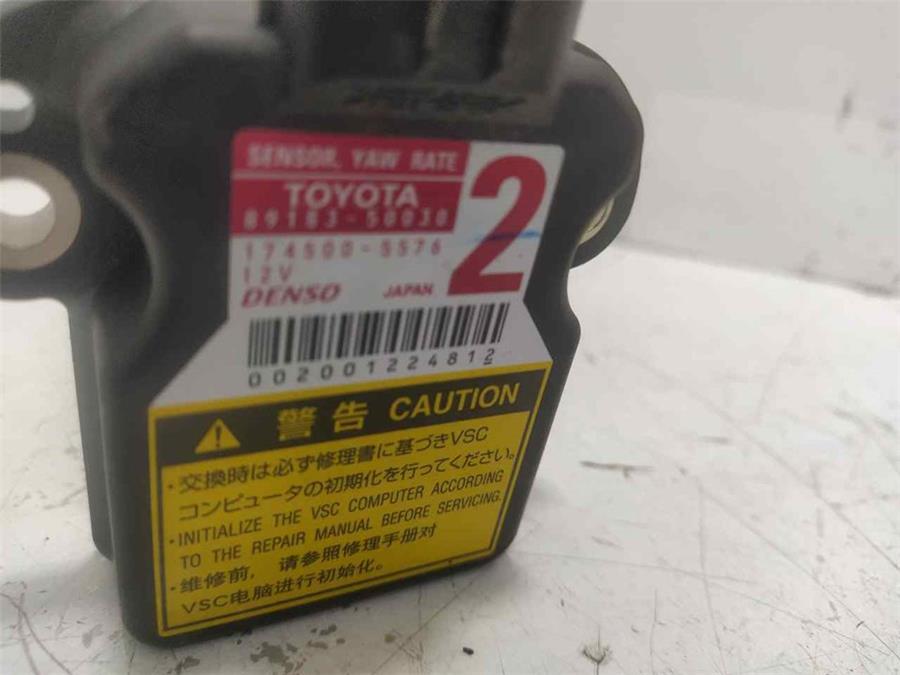 SENSOR, YAW RATE
TOYOTA
89183-50030
174500-5576
12V
DENSO JAPAN
2
002001224812
警告 CAUTION
・交換時は必ず修理書に基づきVSC
コンピュータの初期化を行ってください。
・INITIALIZE THE VSC COMPUTER ACCORDING
TO THE REPAIR MANUAL BEFORE SERVICING.
・维修前，请参照修理手册对
VSC电脑进行初始化。